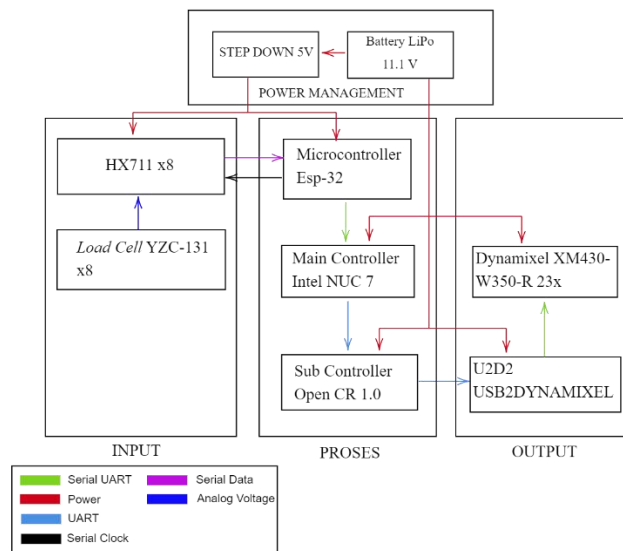 STEP DOWN 5V
Battery LiPo
11.1 V
POWER MANAGEMENT
HX711 x8
Load Cell YZC-131
x8
INPUT
Microcontroller
Esp-32
Main Controller
Intel NUC 7
Sub Controller
Open CR 1.0
PROSES
Dynamixel XM430-
W350-R 23x
U2D2
USB2DYNAMIXEL
OUTPUT
Serial UART
Power
UART
Serial Clock
Serial Data
Analog Voltage